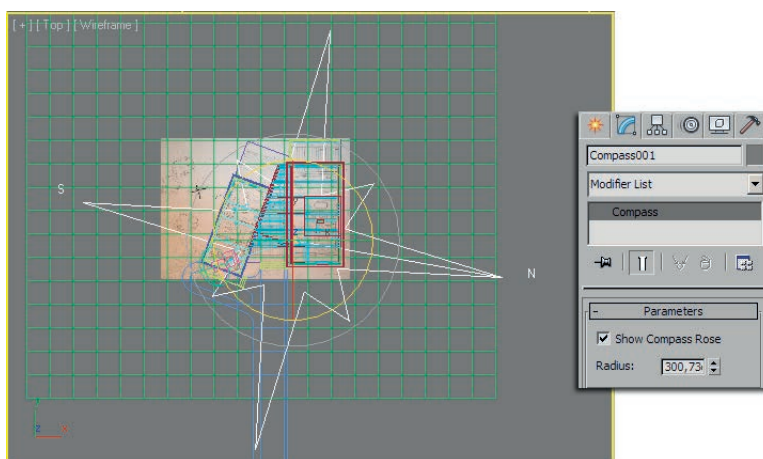 [ + ] [ Top ] [ Wireframe ]
S
N
z
x
Compass001
Modifier List
Compass
- Parameters
Show Compass Rose
Radius: 300,73